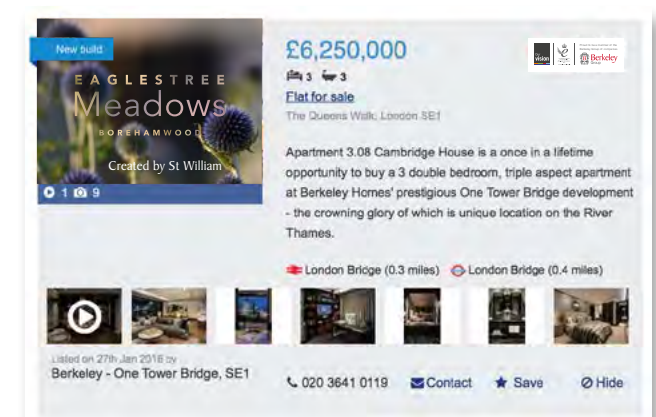 New build
EAGLESTREE
Meadows
BOREHAMWOOD
Created by St William
1 9
£6,250,000
3 3
Flat for sale
The Queens Walk, London SE1
vision
Berkeley
Group
Apartment 3.08 Cambridge House is a once in a lifetime
opportunity to buy a 3 double bedroom, triple aspect apartment
at Berkeley Homes' prestigious One Tower Bridge development
- the crowning glory of which is unique location on the River
Thames.
London Bridge (0.3 miles) London Bridge (0.4 miles)
Listed on 27th Jan 2016 by
Berkeley - One Tower Bridge, SE1
020 3641 0119 Contact Save Hide